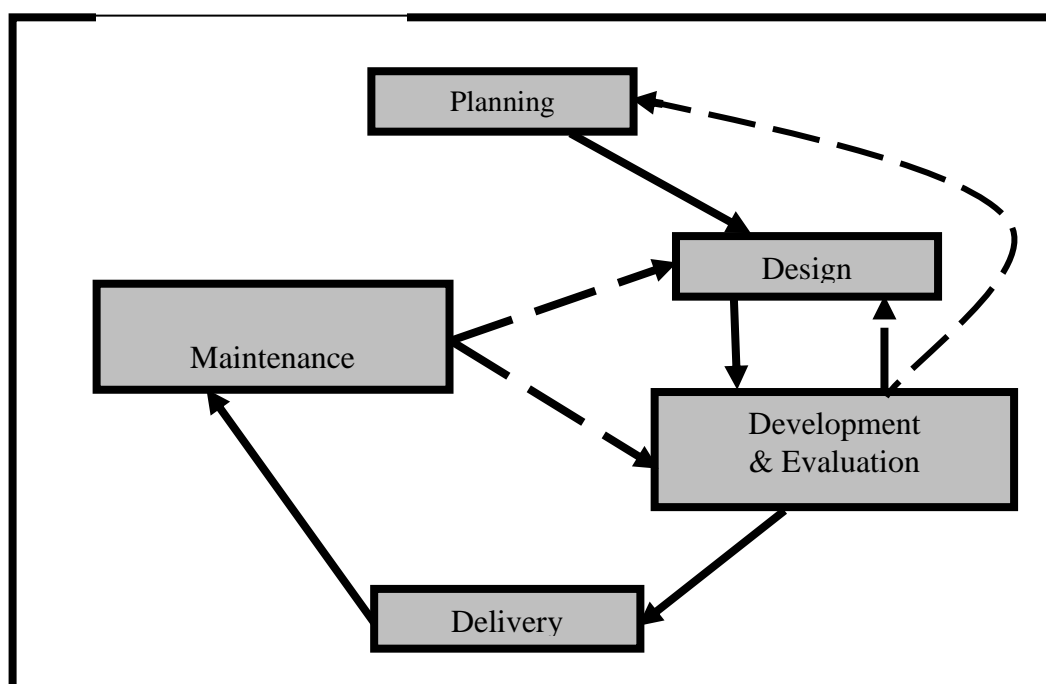 Planning
Design
Maintenance
Development
& Evaluation
Delivery